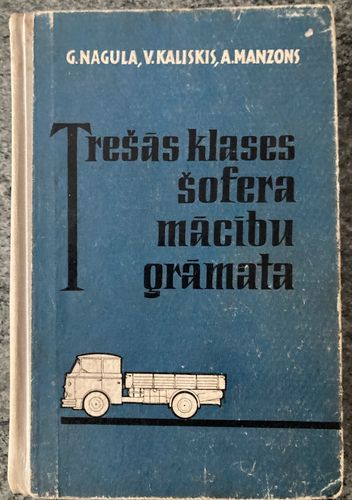 G. NAGULA, V. KALISKIS, A. MANZONS
Trešās klases
šofera
mācību
grāmata